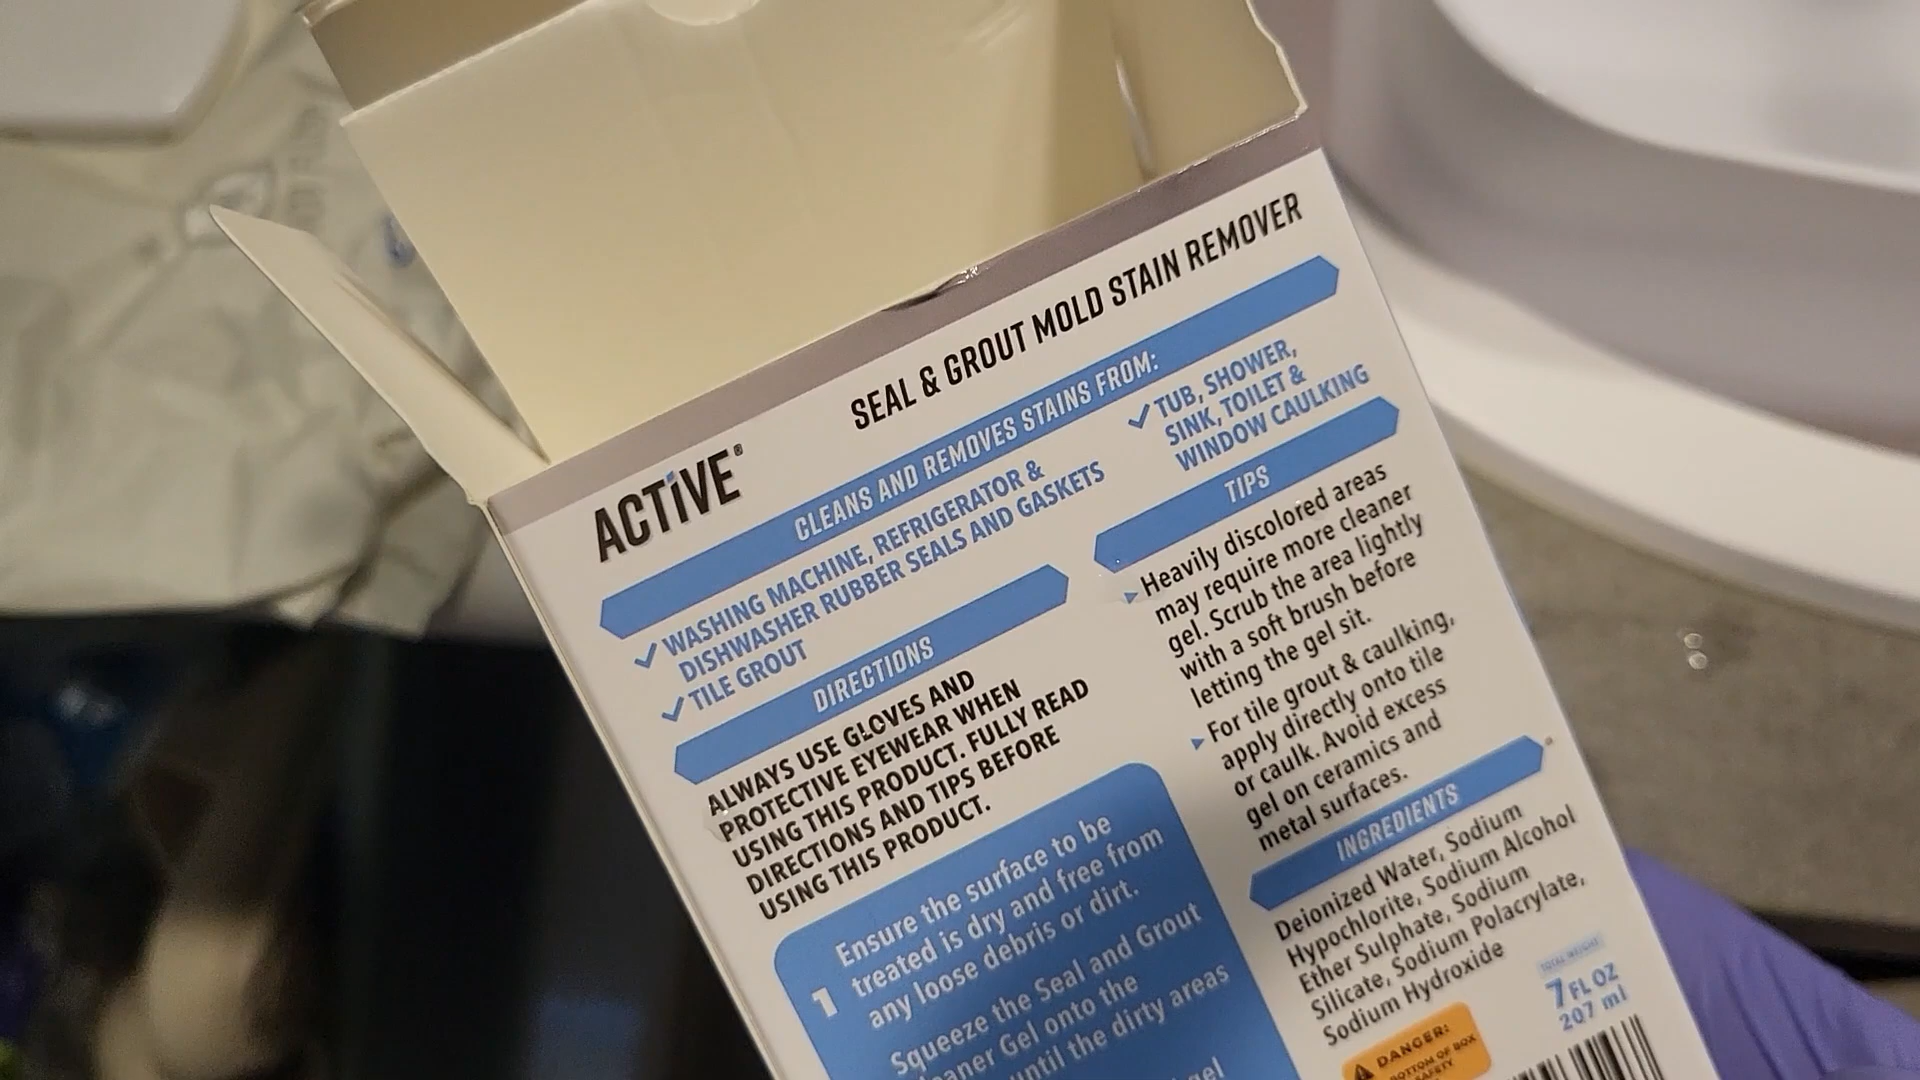 SEAL & GROUT MOLD STAIN REMOVER
ACTiVE®
CLEANS AND REMOVES STAINS FROM:
WASHING MACHINE, REFRIGERATOR &
DISHWASHER RUBBER SEALS AND GASKETS
TILE GROUT
TUB, SHOWER,
SINK, TOILET &
WINDOW CAULKING
DIRECTIONS
ALWAYS USE GLOVES AND
PROTECTIVE EYEWEAR WHEN
USING THIS PRODUCT. FULLY READ
DIRECTIONS AND TIPS BEFORE
USING THIS PRODUCT.
1
Ensure the surface to be
treated is dry and free from
any loose debris or dirt.
Squeeze the Seal and Grout
Gel onto the
until the dirty areas
gel
TIPS
Heavily discolored areas
may require more cleaner
gel. Scrub the area lightly
with a soft brush before
letting the gel sit.
For tile grout & caulking,
apply directly onto tile
or caulk. Avoid excess
gel on ceramics and
metal surfaces.
INGREDIENTS
Deionized Water, Sodium
Hypochlorite, Sodium Alcohol
Ether Sulphate, Sodium
Silicate, Sodium Polacrylate,
Sodium Hydroxide
TOTAL WEIGHT
7 FL OZ
207 ml
DANGER:
BOTTOM OF BOX